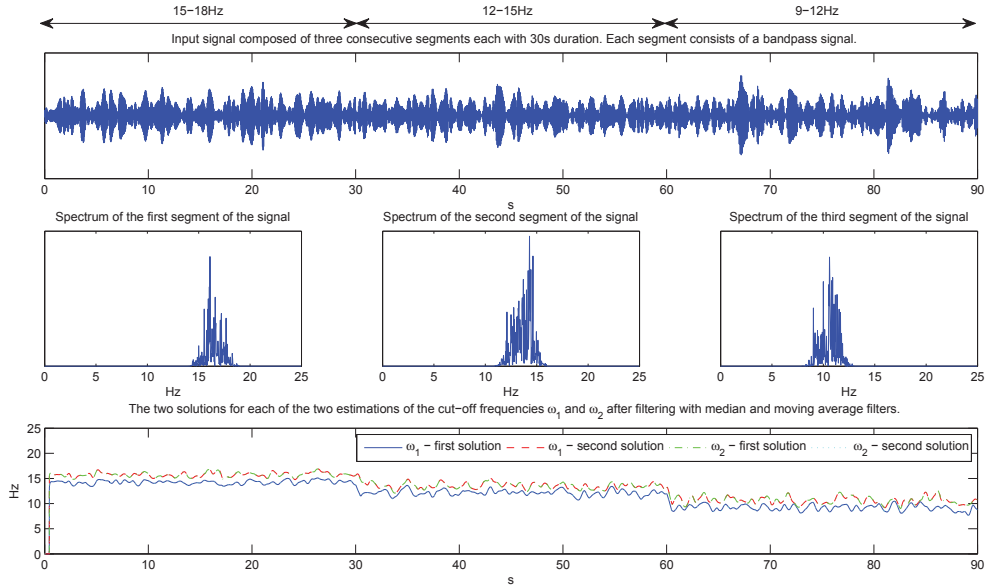 15−18Hz 12−15Hz 9−12Hz
Input signal composed of three consecutive segments each with 30s duration. Each segment consists of a bandpass signal.
0 10 20 30 40 50 60 70 80 90
s
Spectrum of the first segment of the signal
0 5 10 15 20 25
Hz
Spectrum of the second segment of the signal
0 5 10 15 20 25
Hz
Spectrum of the third segment of the signal
0 5 10 15 20 25
Hz
The two solutions for each of the two estimations of the cut−off frequencies ω1 and ω2 after filtering with median and moving average filters.
25
20
15
10
5
0
Hz
ω1 − first solution ω1 − second solution ω2 − first solution ω2 − second solution
0 10 20 30 40 50 60 70 80 90
s